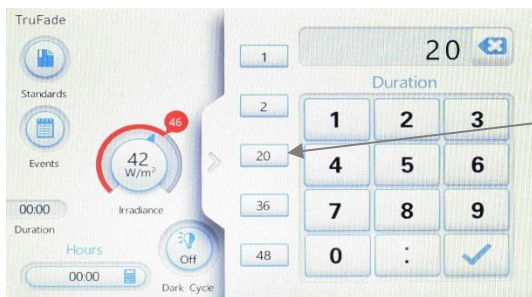 TruFade
Standards
Events
46
42
W/m²
Irradiance
00:00
Duration
Hours
00:00
Off
Dark Cycle
20
Duration
1
2
20
36
48
1 2 3
4 5 6
7 8 9
0 :